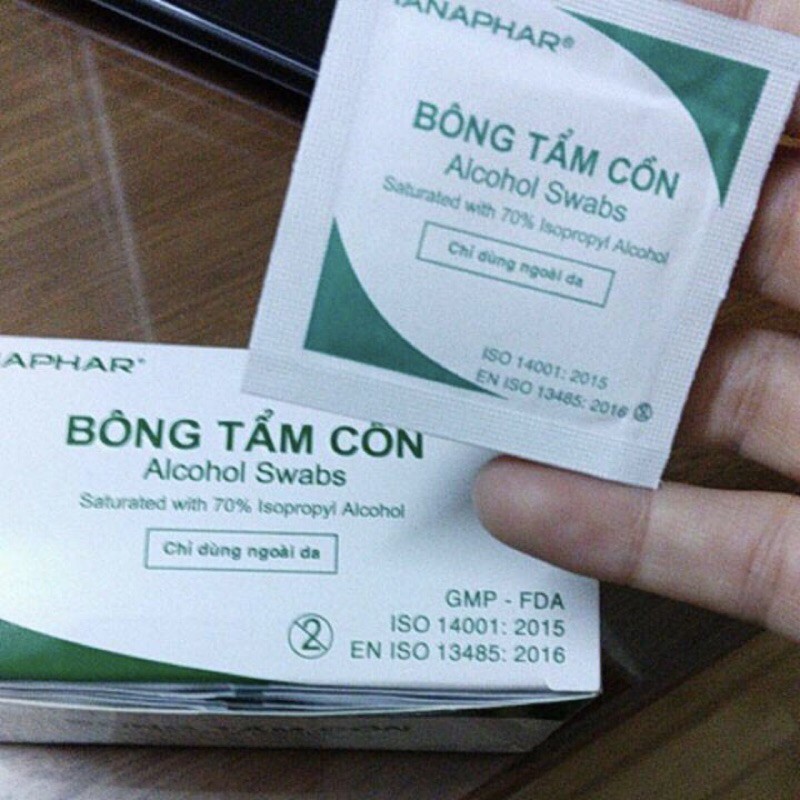 ANAPHAR®
BÔNG TẨM CỒN
Alcohol Swabs
Saturated with 70% Isopropyl Alcohol
Chỉ dùng ngoài da
ISO 14001: 2015
EN ISO 13485: 2016
APHAR®
BÔNG TẨM CỒN
Alcohol Swabs
Saturated with 70% Isopropyl Alcohol
Chỉ dùng ngoài da
GMP - FDA
2
ISO 14001: 2015
EN ISO 13485: 2016